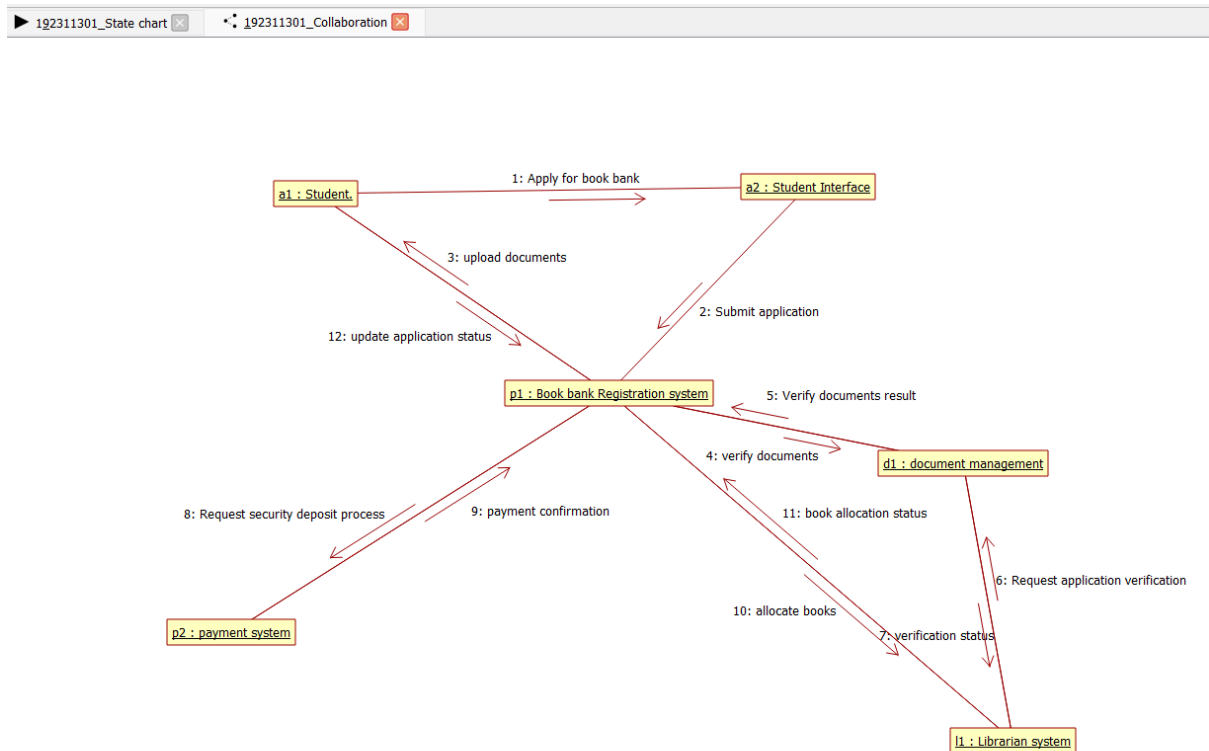 192311301_State chart
192311301_Collaboration
1: Apply for book bank
a1 : Student.
a2 : Student Interface
3: upload documents
2: Submit application
12: update application status
p1 : Book bank Registration system
5: Verify documents result
4: verify documents
d1 : document management
8: Request security deposit process
9: payment confirmation
11: book allocation status
6: Request application verification
10: allocate books
7: verification status
p2 : payment system
l1 : Librarian system